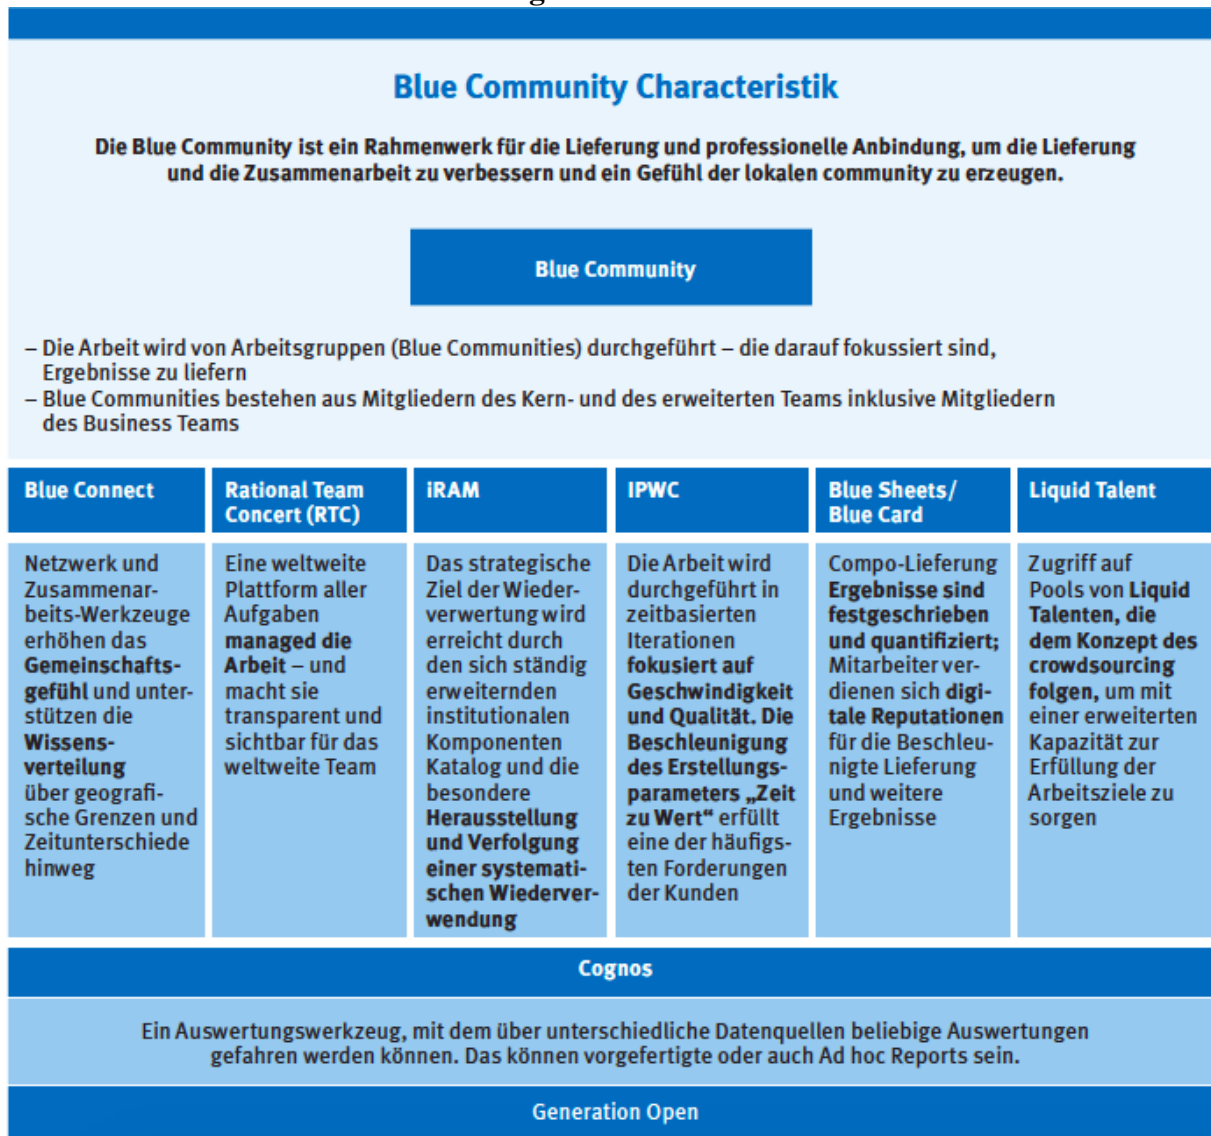 Blue Community Characteristik
Die Blue Community ist ein Rahmenwerk für die Lieferung und professionelle Anbindung, um die Lieferung
und die Zusammenarbeit zu verbessern und ein Gefühl der lokalen community zu erzeugen.
Blue Community
– Die Arbeit wird von Arbeitsgruppen (Blue Communities) durchgeführt – die darauf fokussiert sind,
Ergebnisse zu liefern
– Blue Communities bestehen aus Mitgliedern des Kern- und des erweiterten Teams inklusive Mitgliedern
des Business Teams
Blue Connect
Netzwerk und
Zusammenar-
beits-Werkzeuge
erhöhen das
Gemeinschafts-
gefühl und unter-
stützen die
Wissens-
verteilung
über geografi-
sche Grenzen und
Zeitunterschiede
hinweg
Rational Team
Concert (RTC)
Eine weltweite
Plattform aller
Aufgaben
managed die
Arbeit – und
macht sie
transparent und
sichtbar für das
weltweite Team
iRAM
Das strategische
Ziel der Wieder-
verwertung wird
erreicht durch
den sich ständig
erweiternden
institutionalen
Komponenten
Katalog und die
besondere
Herausstellung
und Verfolgung
einer systemati-
schen Wiederver-
wendung
IPWC
Die Arbeit wird
durchgeführt in
zeitbasierten
Iterationen
fokusiert auf
Geschwindigkeit
und Qualität. Die
Beschleunigung
des Erstellungs-
parameters „Zeit
zu Wert“ erfüllt
eine der häufigs-
ten Forderungen
der Kunden
Blue Sheets/
Blue Card
Compo-Lieferung
Ergebnisse sind
festgeschrieben
und quantifiziert;
Mitarbeiter ver-
dienen sich digi-
tale Reputationen
für die Beschleu-
nigte Lieferung
und weitere
Ergebnisse
Liquid Talent
Zugriff auf
Pools von Liquid
Talenten, die
dem Konzept des
crowdsourcing
folgen, um mit
einer erweiterten
Kapazität zur
Erfüllung der
Arbeitsziele zu
sorgen
Cognos
Ein Auswertungswerkzeug, mit dem über unterschiedliche Datenquellen beliebige Auswertungen
gefahren werden können. Das können vorgefertigte oder auch Ad hoc Reports sein.
Generation Open